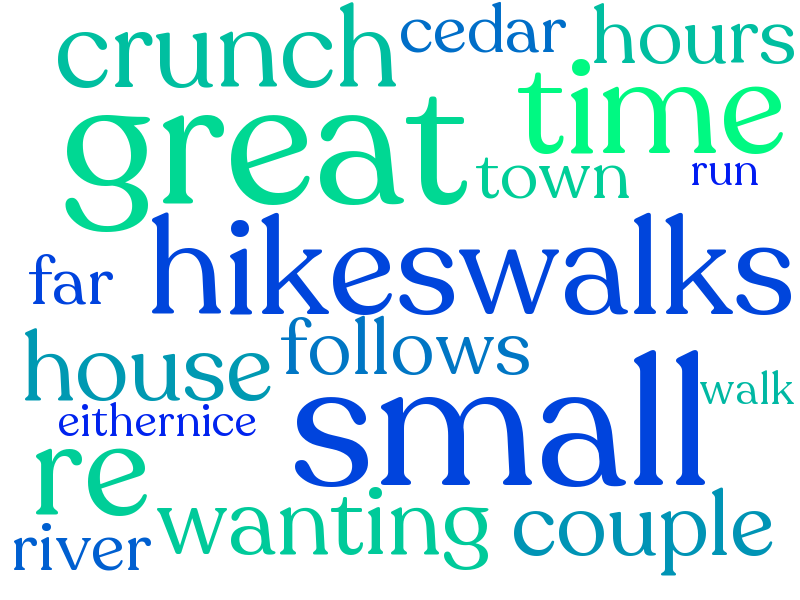 crunch cedar hours
great time
town run
far hikeswalks
house follows
small walk
eithernice
re
wanting couple
river